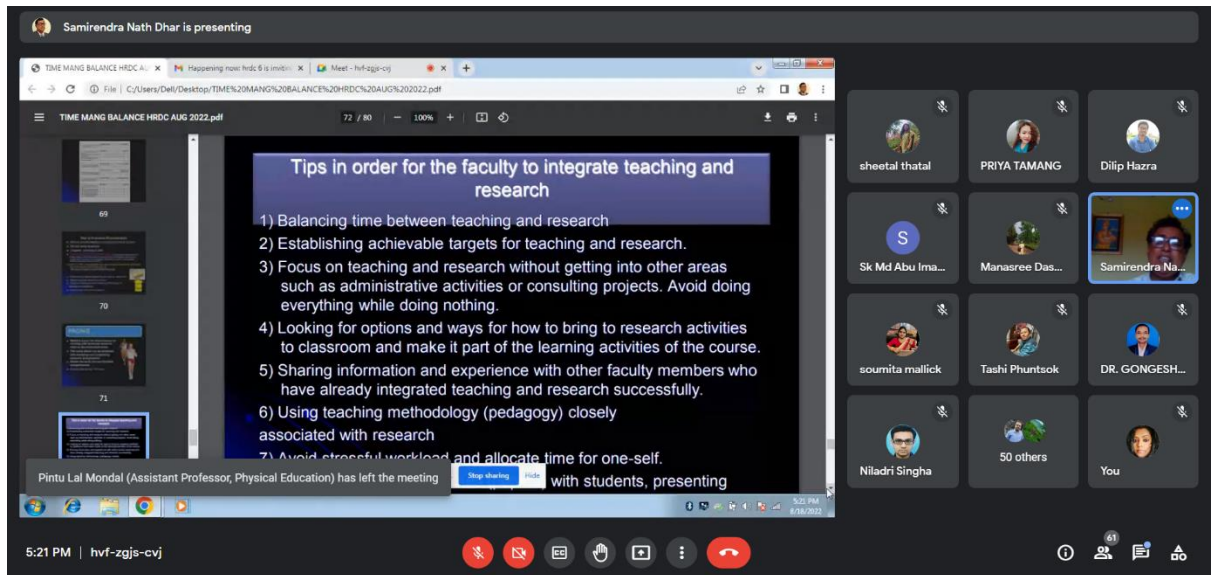 Samirendra Nath Dhar is presenting
TIME MANG BALANCE HRDC AU
Happening now: hrdc 6 is inviti
Meet - hvf-zgjs-cvj
File | C:/Users/Dell/Desktop/TIME%20MANG%20BALANCE%20HRDC%20AUG%202022.pdf
TIME MANG BALANCE HRDC AUG 2022.pdf
72 / 80
100%
69
70
71
Tips in order for the faculty to integrate teaching and
research
1) Balancing time between teaching and research
2) Establishing achievable targets for teaching and research.
3) Focus on teaching and research without getting into other areas
such as administrative activities or consulting projects. Avoid doing
everything while doing nothing.
4) Looking for options and ways for how to bring to research activities
to classroom and make it part of the learning activities of the course.
5) Sharing information and experience with other faculty members who
have already integrated teaching and research successfully.
6) Using teaching methodology (pedagogy) closely
associated with research
7) Avoid stressful workload and allocate time for one-self.
with students, presenting
Pintu Lal Mondal (Assistant Professor, Physical Education) has left the meeting
Stop sharing
Hide
5:21 PM
8/18/2022
sheetal thatal
PRIYA TAMANG
Dilip Hazra
S
Sk Md Abu Ima...
Manasree Das...
Samirendra Na...
soumita mallick
Tashi Phuntsok
DR. GONGESH...
Niladri Singha
50 others
You
5:21 PM | hvf-zgjs-cvj
CC
61